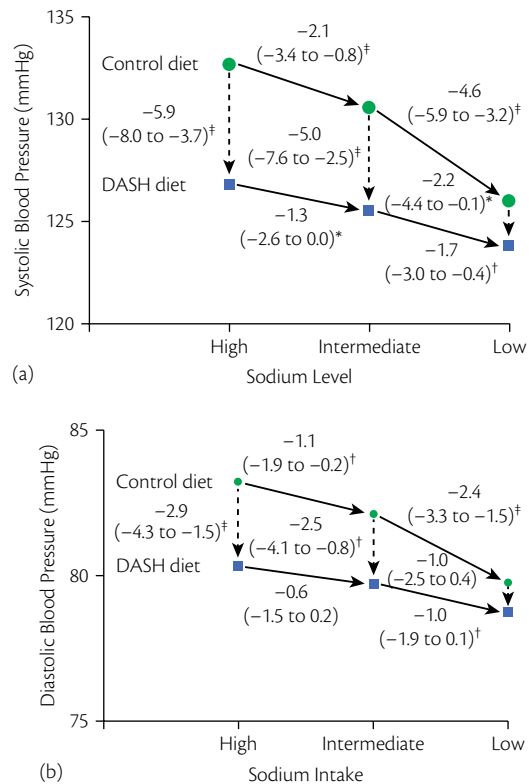 Systolic Blood Pressure (mmHg)
135
130
125
120
Control diet
DASH diet
−2.1
(−3.4 to −0.8)‡
−4.6
(−5.9 to −3.2)‡
−5.9
(−8.0 to −3.7)‡
−5.0
(−7.6 to −2.5)‡
−2.2
(−4.4 to −0.1)*
−1.3
(−2.6 to 0.0)*
−1.7
(−3.0 to −0.4)†
High Intermediate Low
Sodium Level
(a)
Diastolic Blood Pressure (mmHg)
85
80
75
Control diet
DASH diet
−1.1
(−1.9 to −0.2)†
−2.4
(−3.3 to −1.5)‡
−2.9
(−4.3 to −1.5)‡
−2.5
(−4.1 to −0.8)†
−1.0
(−2.5 to 0.4)
−0.6
(−1.5 to 0.2)
−1.0
(−1.9 to 0.1)†
High Intermediate Low
Sodium Intake
(b)